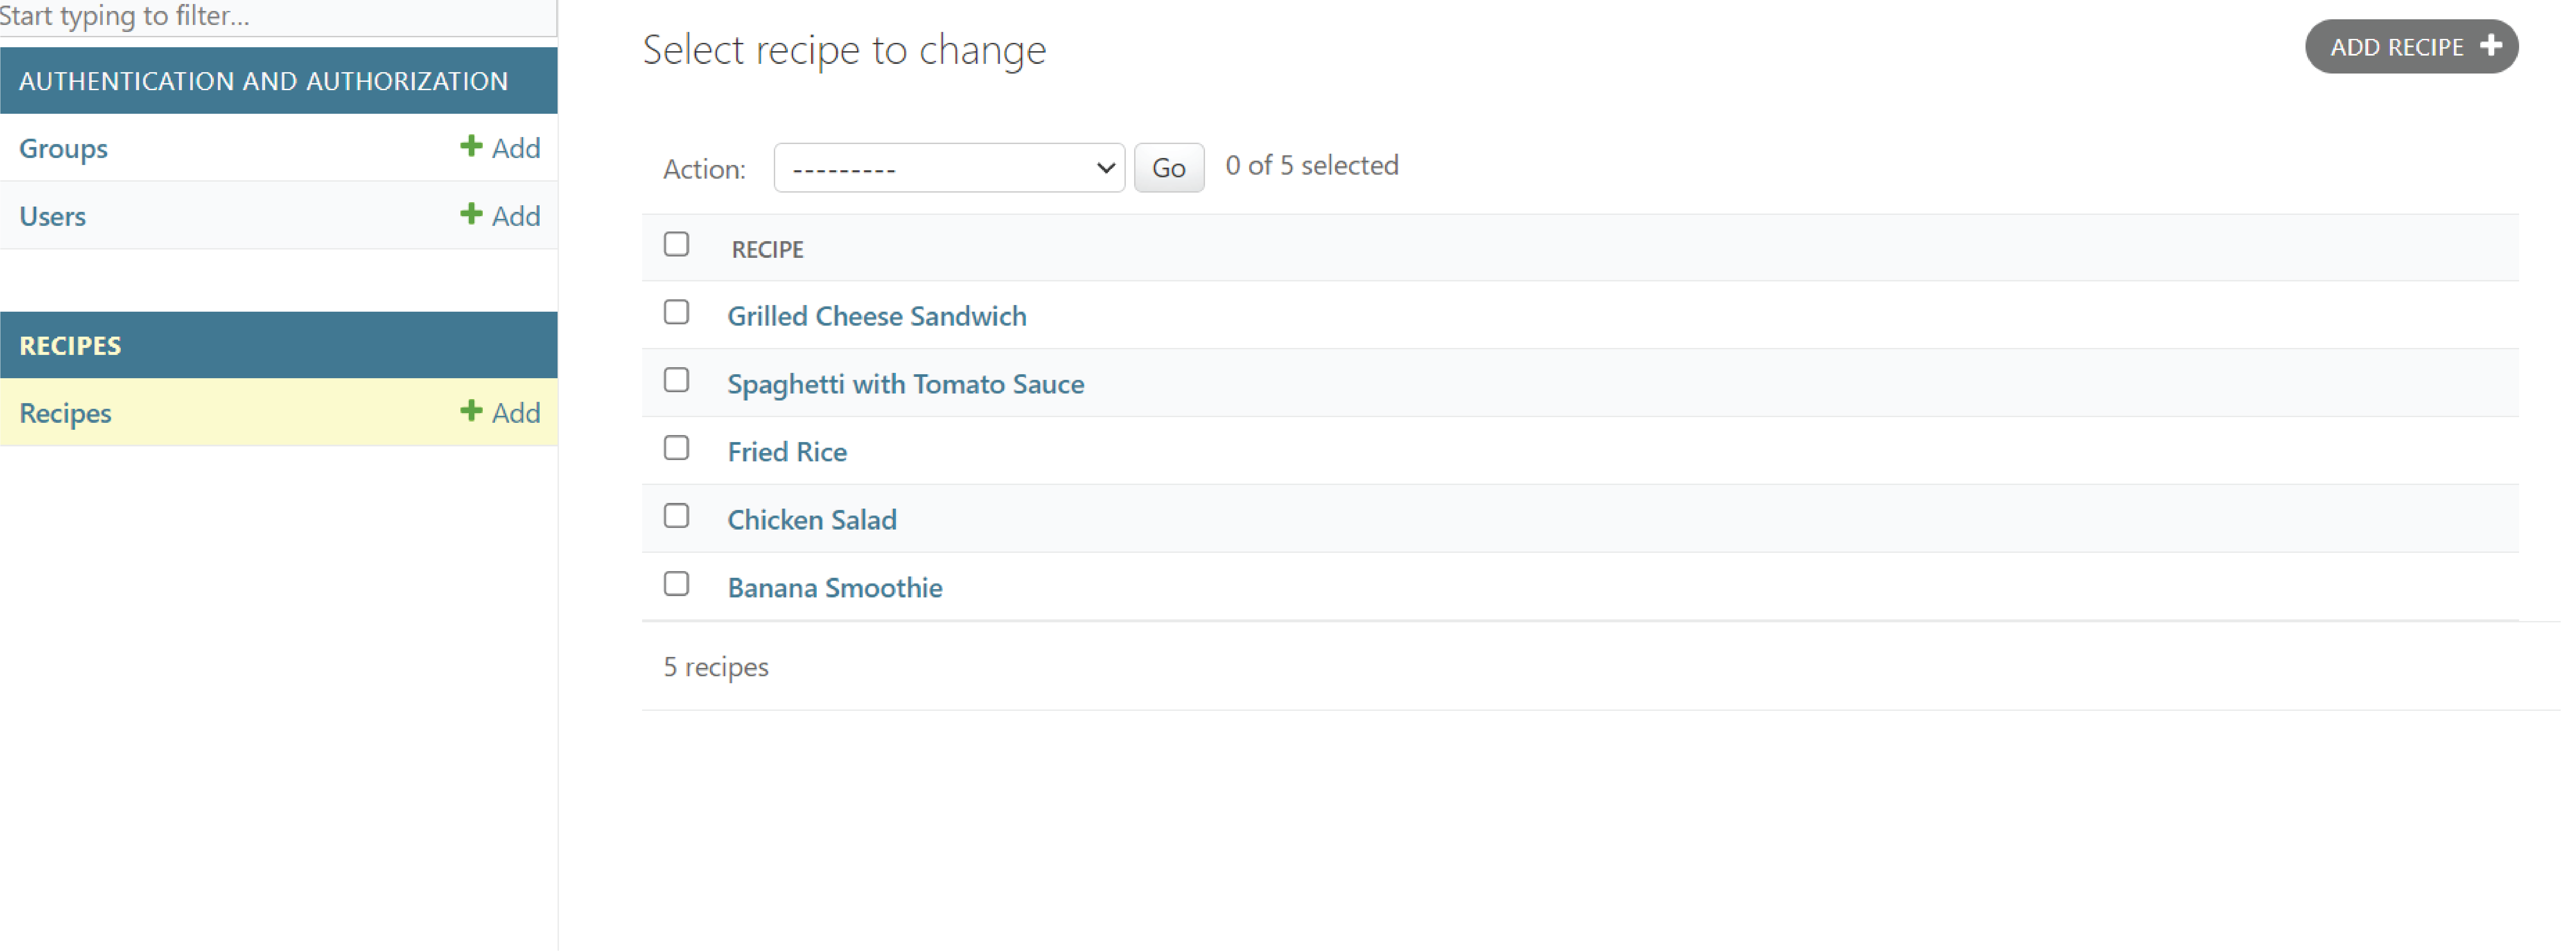 Start typing to filter...
AUTHENTICATION AND AUTHORIZATION
Groups + Add
Users + Add
RECIPES
Recipes + Add
Select recipe to change
ADD RECIPE +
Action: --------- Go 0 of 5 selected
RECIPE
Grilled Cheese Sandwich
Spaghetti with Tomato Sauce
Fried Rice
Chicken Salad
Banana Smoothie
5 recipes